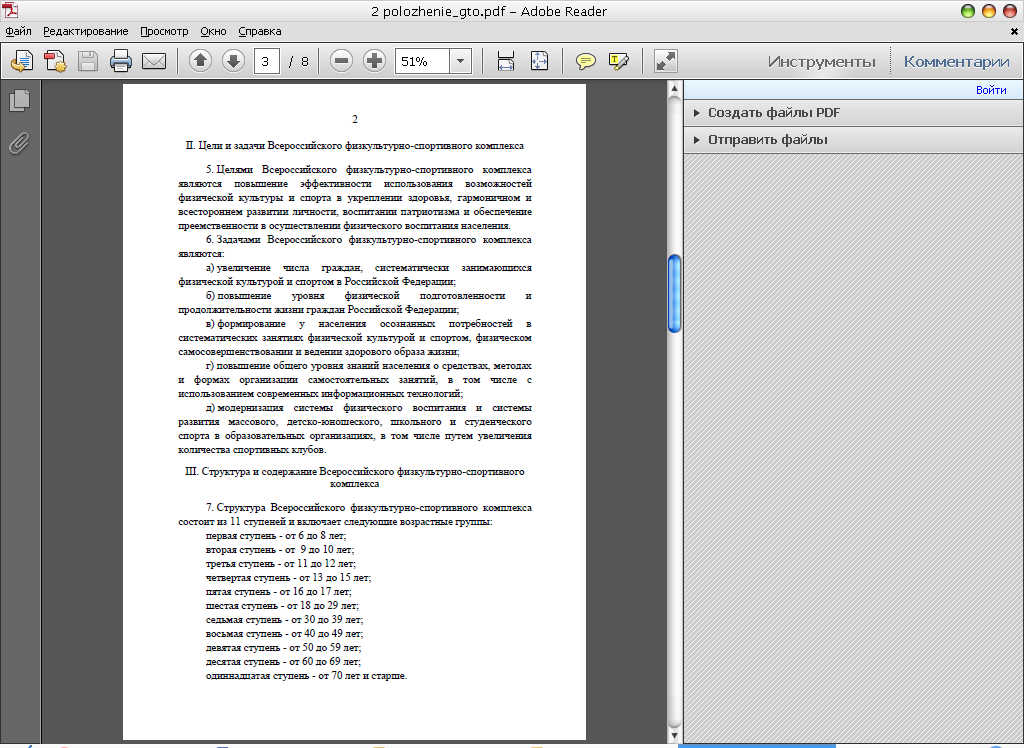 2 polozhenie_gto.pdf – Adobe Reader
Файл Редактирование Просмотр Окно Справка
3 / 8 51% Инструменты Комментарии
Войти
Создать файлы PDF
Отправить файлы
2
II. Цели и задачи Всероссийского физкультурно-спортивного комплекса
5. Целями Всероссийского физкультурно-спортивного комплекса
являются повышение эффективности использования возможностей
физической культуры и спорта в укреплении здоровья, гармоничном и
всестороннем развитии личности, воспитании патриотизма и обеспечение
преемственности в осуществлении физического воспитания населения.
6. Задачами Всероссийского физкультурно-спортивного комплекса
являются:
а) увеличение числа граждан, систематически занимающихся
физической культурой и спортом в Российской Федерации;
б) повышение уровня физической подготовленности и
продолжительности жизни граждан Российской Федерации;
в) формирование у населения осознанных потребностей в
систематических занятиях физической культурой и спортом, физическом
самосовершенствовании и ведении здорового образа жизни;
г) повышение общего уровня знаний населения о средствах, методах
и формах организации самостоятельных занятий, в том числе с
использованием современных информационных технологий;
д) модернизация системы физического воспитания и системы
развития массового, детско-юношеского, школьного и студенческого
спорта в образовательных организациях, в том числе путем увеличения
количества спортивных клубов.
III. Структура и содержание Всероссийского физкультурно-спортивного
комплекса
7. Структура Всероссийского физкультурно-спортивного комплекса
состоит из 11 ступеней и включает следующие возрастные группы:
первая ступень - от 6 до 8 лет;
вторая ступень - от 9 до 10 лет;
третья ступень - от 11 до 12 лет;
четвертая ступень - от 13 до 15 лет;
пятая ступень - от 16 до 17 лет;
шестая ступень - от 18 до 29 лет;
седьмая ступень - от 30 до 39 лет;
восьмая ступень - от 40 до 49 лет;
девятая ступень - от 50 до 59 лет;
десятая ступень - от 60 до 69 лет;
одиннадцатая ступень - от 70 лет и старше.